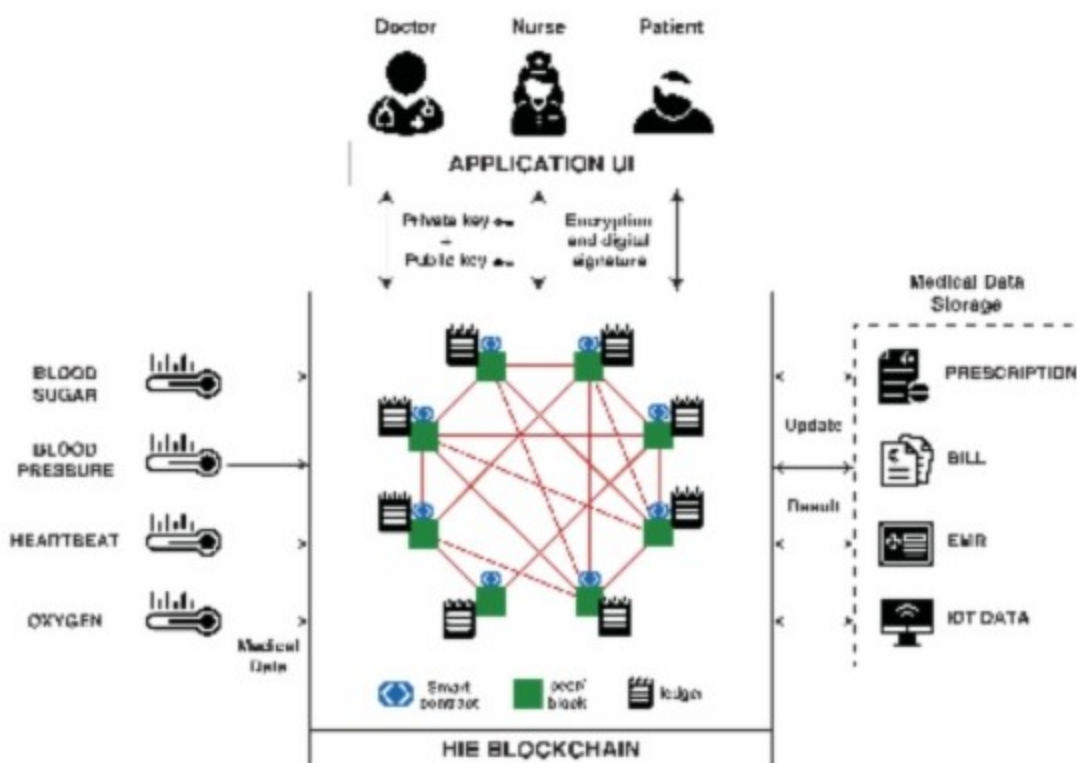 Doctor
Nurse
Patient
APPLICATION UI
Private key
+
Public key
Encryption
and digital
signature
Medical Data
Storage
BLOOD
SUGAR
BLOOD
PRESSURE
HEARTBEAT
OXYGEN
Medical
Data
Update
Result
PRESCRIPTION
BILL
EMR
IOT DATA
Smart
contract
peer/
block
ledger
HIE BLOCKCHAIN